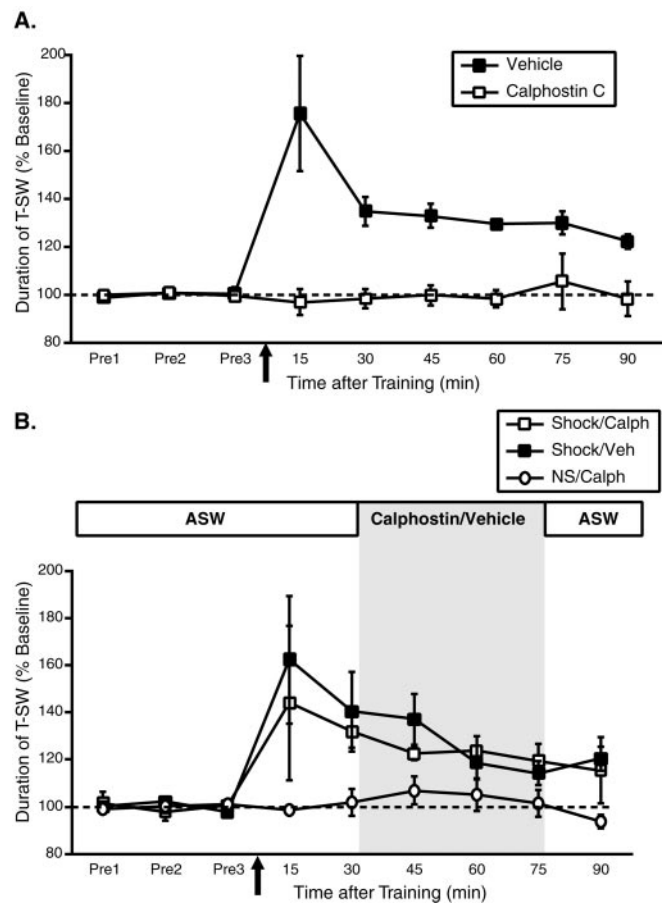 A.
200
180
160
140
120
100
80
Duration of T-SW (% Baseline)
Vehicle
Calphostin C
Pre1 Pre2 Pre3 15 30 45 60 75 90
Time after Training (min)
B.
Shock/Calph
Shock/Veh
NS/Calph
ASW Calphostin/Vehicle ASW
200
180
160
140
120
100
80
Duration of T-SW (% Baseline)
Pre1 Pre2 Pre3 15 30 45 60 75 90
Time after Training (min)